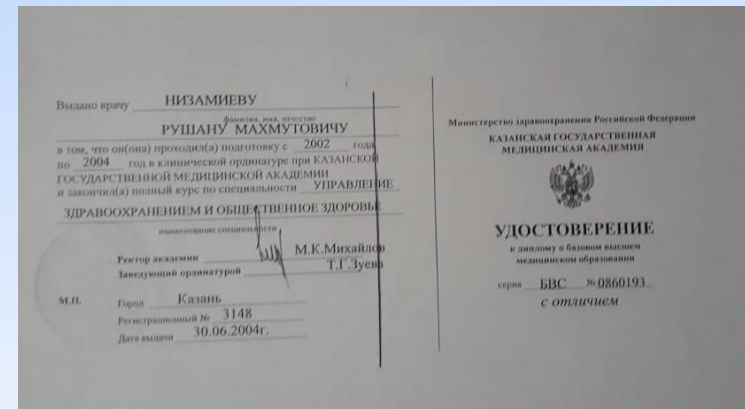 Выдано врачу НИЗАМИЕВУ
фамилия, имя, отчество
РУШАНУ МАХМУТОВИЧУ
в том, что он(она) проходил(а) подготовку с 2002 года
по 2004 год в клинической ординатуре при КАЗАНСКОЙ
ГОСУДАРСТВЕННОЙ МЕДИЦИНСКОЙ АКАДЕМИИ
и закончил(а) полный курс по специальности УПРАВЛЕНИЕ
ЗДРАВООХРАНЕНИЕМ И ОБЩЕСТВЕННОЕ ЗДОРОВЬЕ
наименование специальности
Ректор академии М.К.Михайлов
Заведующий ординатурой Т.Г.Зуева
М.П. Город Казань
Регистрационный № 3148
Дата выдачи 30.06.2004г.
Министерство здравоохранения Российской Федерации
КАЗАНСКАЯ ГОСУДАРСТВЕННАЯ
МЕДИЦИНСКАЯ АКАДЕМИЯ
УДОСТОВЕРЕНИЕ
к диплому о базовом высшем
медицинском образовании
серия БВС № 0860193
с отличием